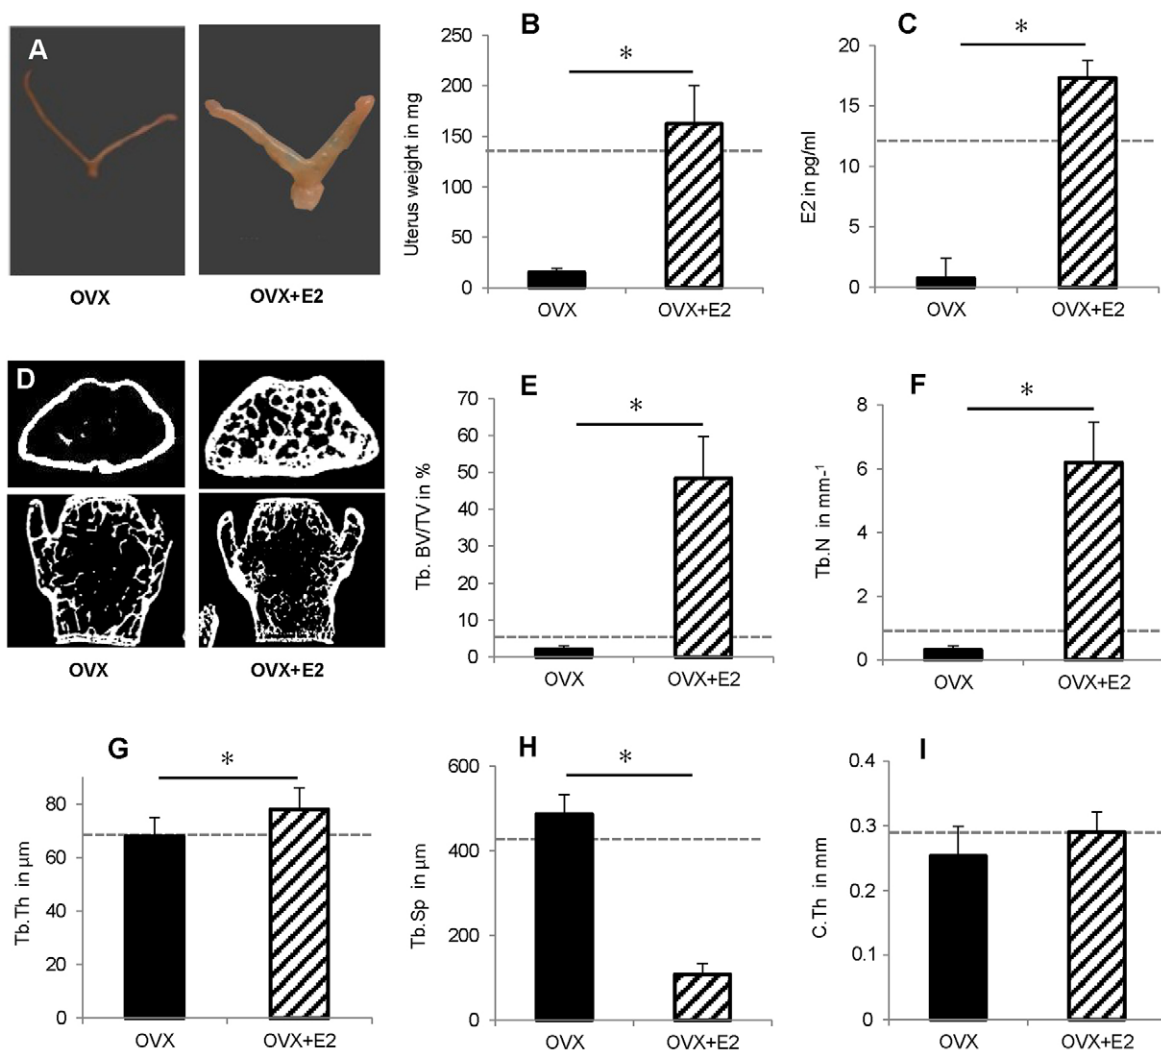 A
OVX
OVX+E2
B
*
Uterus weight in mg
250
200
150
100
50
0
OVX
OVX+E2
C
*
E2 in pg/ml
20
15
10
5
0
OVX
OVX+E2
D
OVX
OVX+E2
E
*
Tb. BV/TV in %
70
60
50
40
30
20
10
0
OVX
OVX+E2
F
*
Tb.N in mm-¹
8
6
4
2
0
OVX
OVX+E2
G
*
Tb.Th in µm
80
60
40
20
0
OVX
OVX+E2
H
*
Tb.Sp in µm
600
400
200
0
OVX
OVX+E2
I
C.Th in mm
0.4
0.3
0.2
0.1
0
OVX
OVX+E2